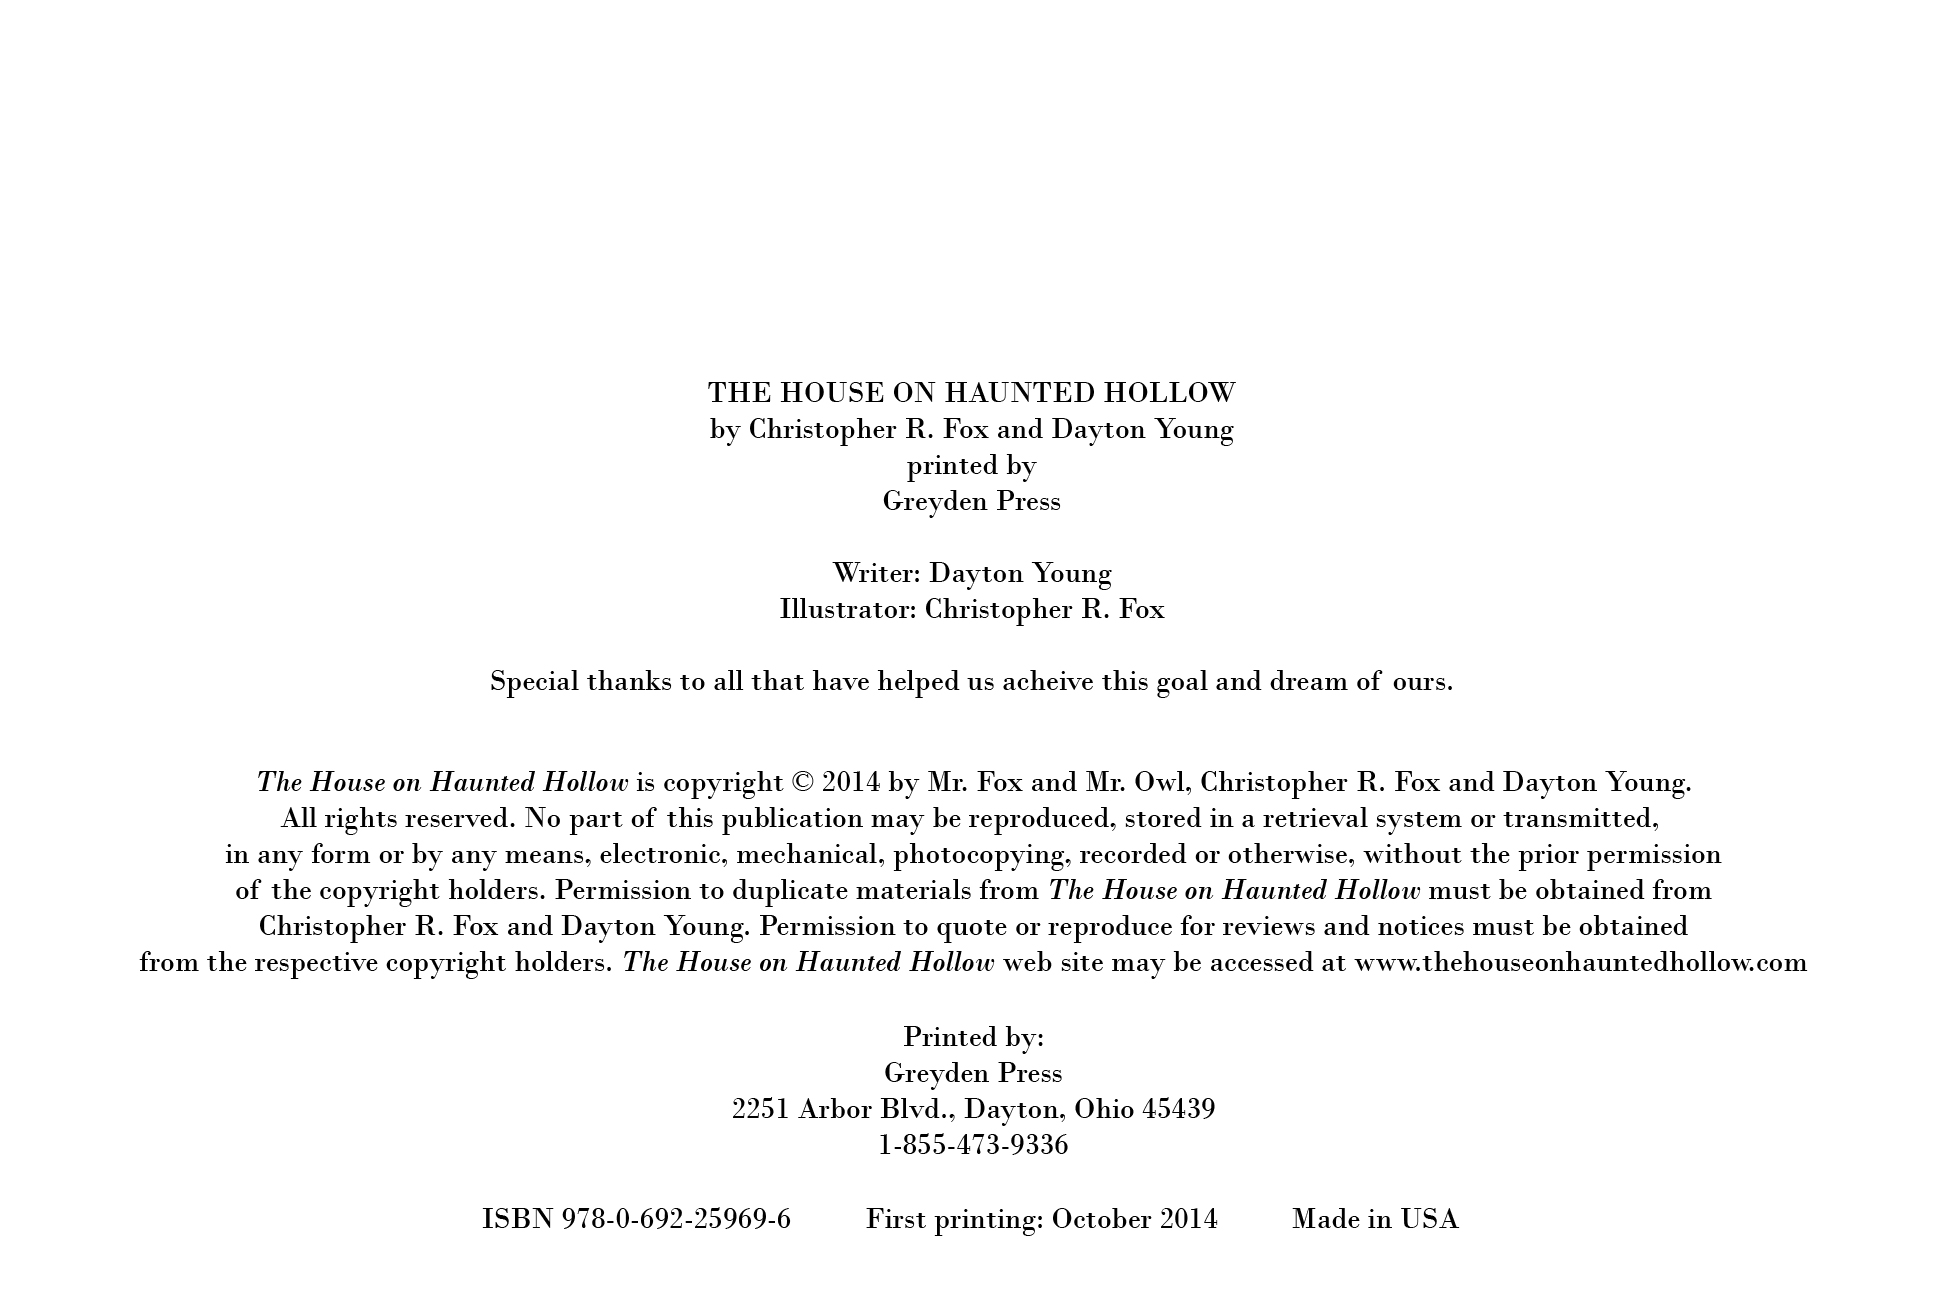 THE HOUSE ON HAUNTED HOLLOW
by Christopher R. Fox and Dayton Young
printed by
Greyden Press
Writer: Dayton Young
Illustrator: Christopher R. Fox
Special thanks to all that have helped us acheive this goal and dream of ours.
The House on Haunted Hollow is copyright © 2014 by Mr. Fox and Mr. Owl, Christopher R. Fox and Dayton Young.
All rights reserved. No part of this publication may be reproduced, stored in a retrieval system or transmitted,
in any form or by any means, electronic, mechanical, photocopying, recorded or otherwise, without the prior permission
of the copyright holders. Permission to duplicate materials from The House on Haunted Hollow must be obtained from
Christopher R. Fox and Dayton Young. Permission to quote or reproduce for reviews and notices must be obtained
from the respective copyright holders. The House on Haunted Hollow web site may be accessed at www.thehouseonhauntedhollow.com
Printed by:
Greyden Press
2251 Arbor Blvd., Dayton, Ohio 45439
1-855-473-9336
ISBN 978-0-692-25969-6 First printing: October 2014 Made in USA